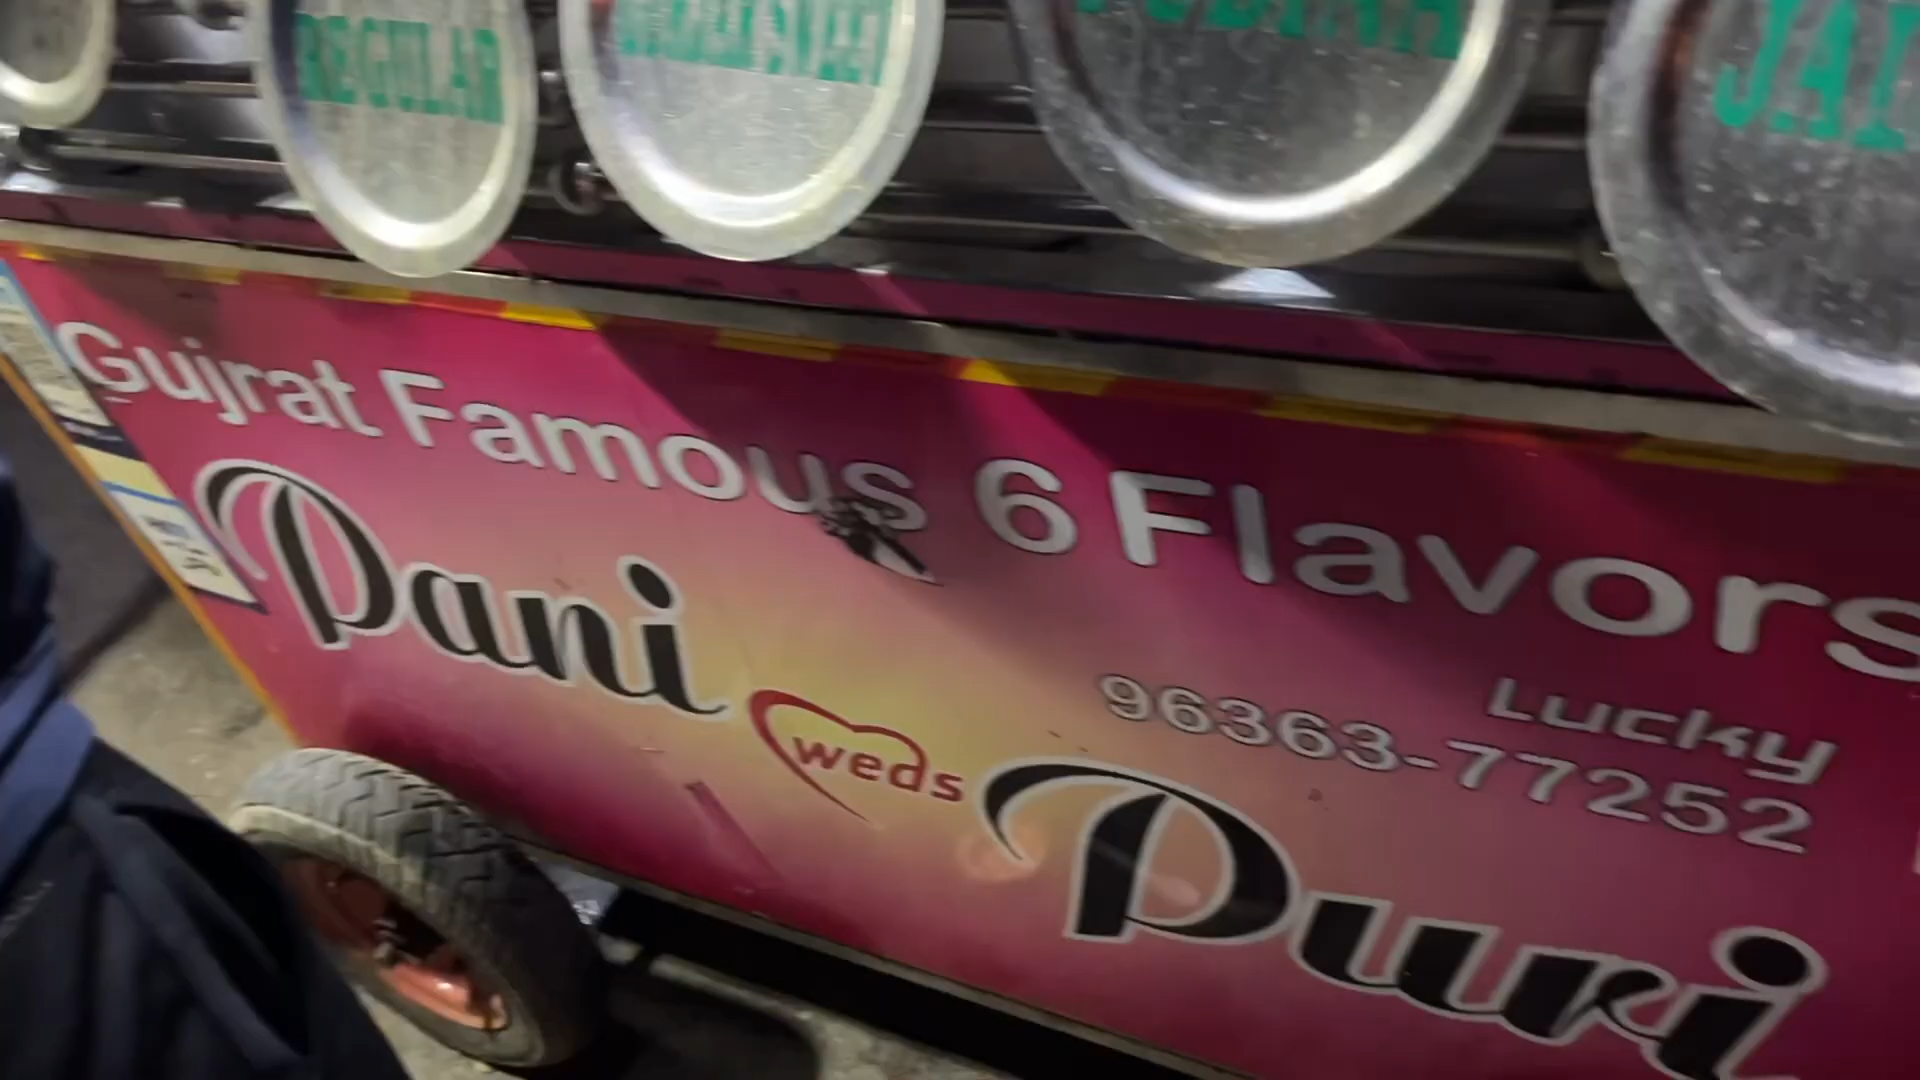 REGULAR
Gujrat Famous 6 Flavors
Pani
weds
Puri
Lucky
96363-77252